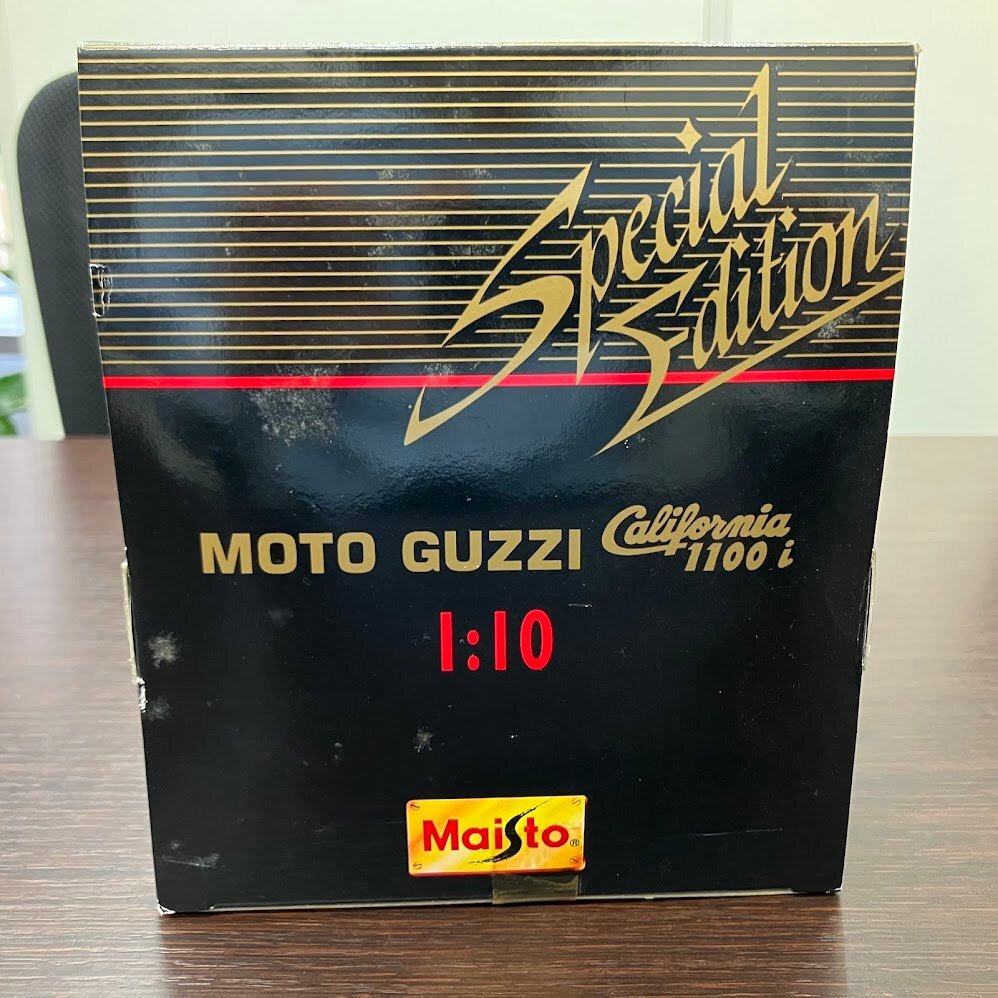 Special
Edition
MOTO GUZZI California
1100 i
1:10
Maisto®